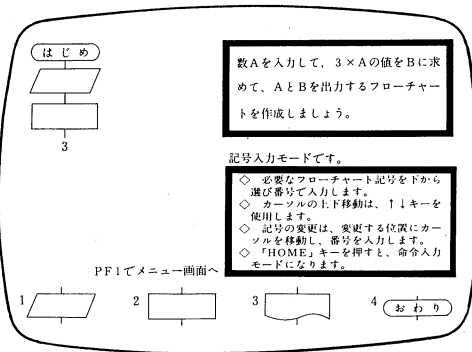 はじめ
3
数Aを入力して、3×Aの値をBに求
めて、AとBを出力するフローチャー
トを作成しましょう。
記号入力モードです。
◇ 必要なフローチャート記号を下から
選び番号で入力します。
◇ カーソルの上下移動は、↑↓キーを
使用します。
◇ 記号の変更は、変更する位置にカー
ソルを移動し、番号を入力します。
◇ 「HOME」キーを押すと、命令入力
モードになります。
PF1でメニュー画面へ
1 2 3 4 おわり